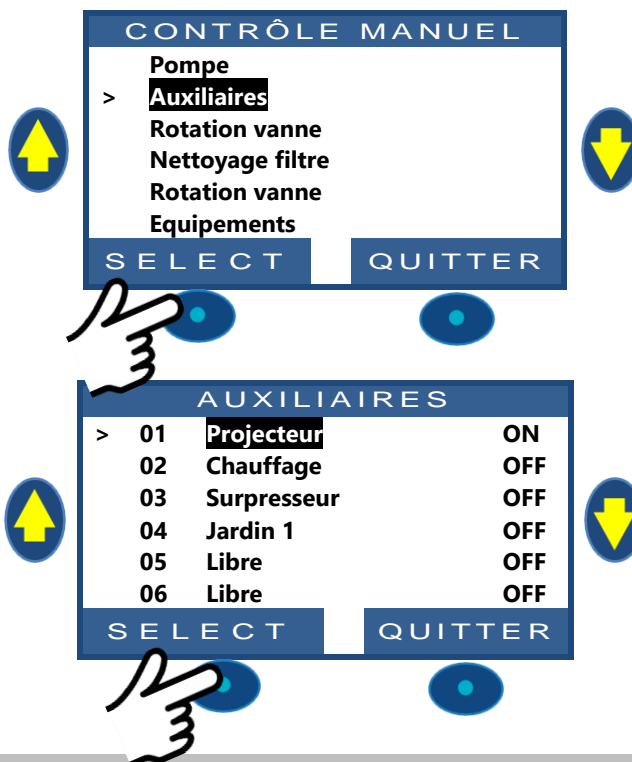 CONTRÔLE MANUEL
Pompe
> Auxiliaires
Rotation vanne
Nettoyage filtre
Rotation vanne
Equipements
SELECT QUITTER
AUXILIAIRES
> 01 Projecteur ON
02 Chauffage OFF
03 Surpresseur OFF
04 Jardin 1 OFF
05 Libre OFF
06 Libre OFF
SELECT QUITTER